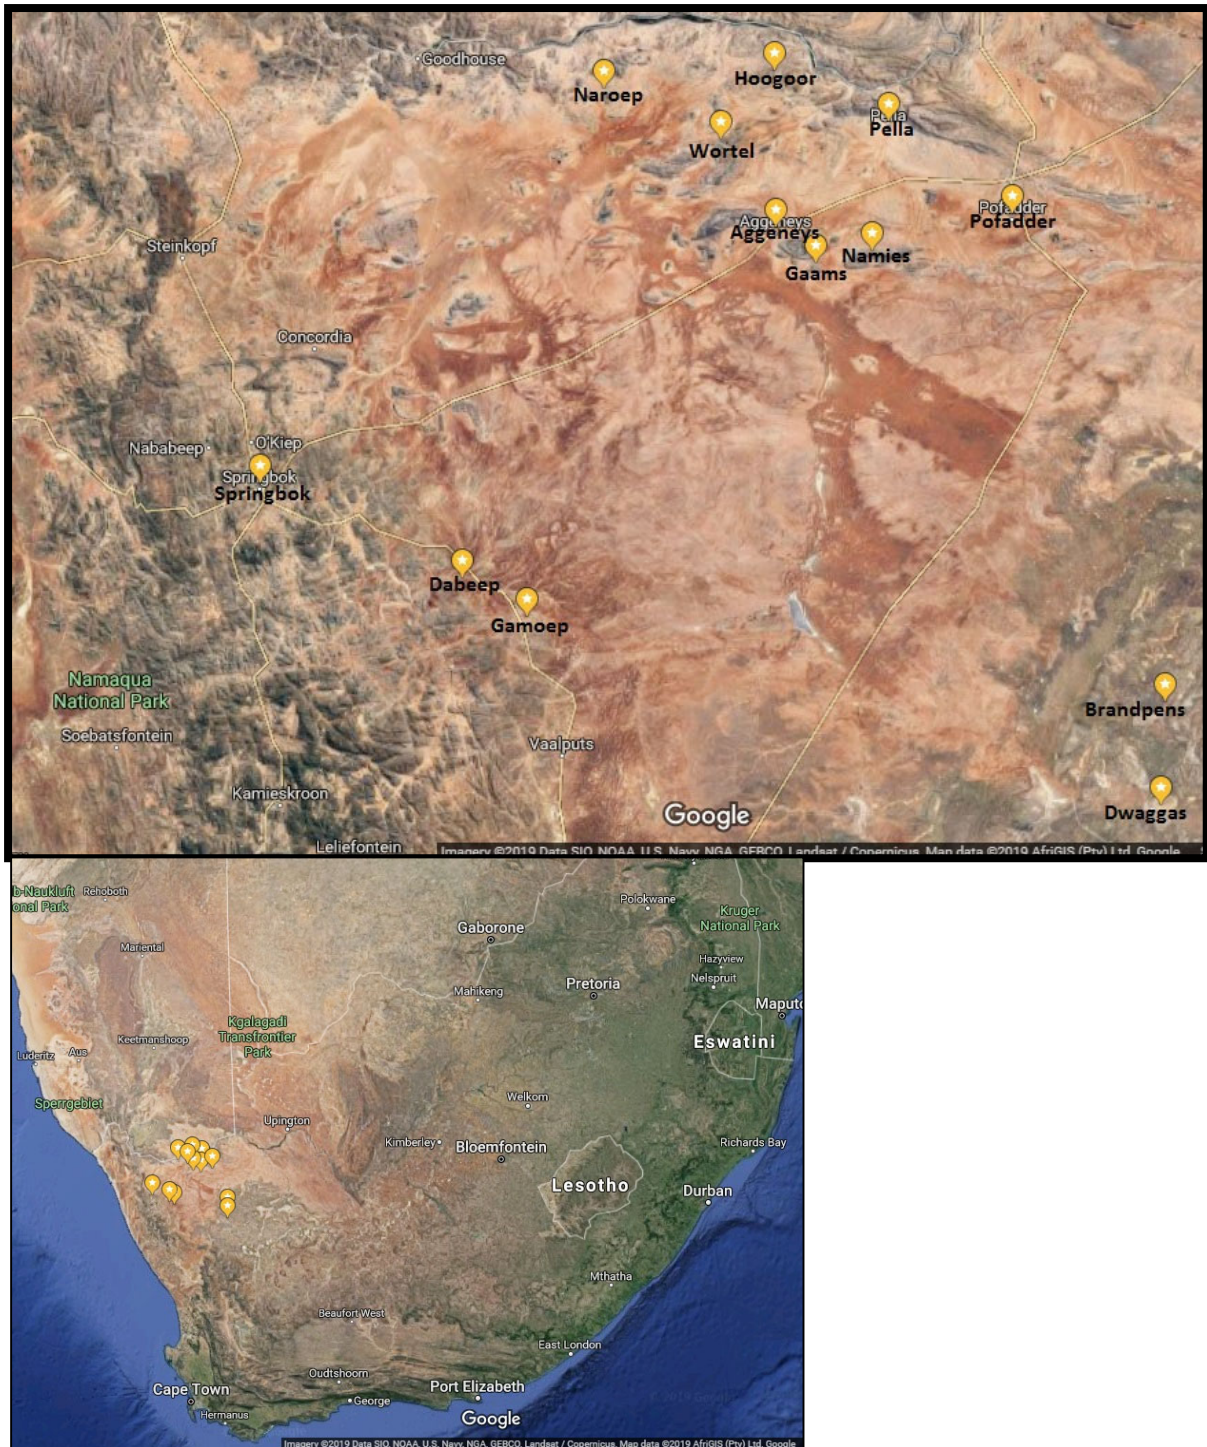 Goodhouse
Hoogoor
Naroep
Pella
Pella
Wortel
Pofadder
Pofadder
Aggeneys
Aggeneys
Steinkopf
Namies
Gaams
Concordia
Nababeep
O'Kiep
Springbok
Springbok
Dabeep
Gamoep
Namaqua
National Park
Soebatsfontein
Brandpens
Vaalputs
Kamieskroon
Dwaggas
Google
Leliefontein
Imagery ©2019 Data SIO, NOAA, U.S. Navy, NGA, GEBCO, Landsat / Copernicus, Map data ©2019 AfriGIS (Pty) Ltd, Google
b-Naukluft
onal Park
Rehoboth
Polokwane
Kruger
National Park
Gaborone
Mariental
Hazyview
Nelspruit
Pretoria
Mahikeng
Maputo
Kgalagadi
Transfrontier
Park
Keetmanshoop
Eswatini
Luderitz
Aus
Sperrgebiet
Welkom
Upington
Kimberley
Bloemfontein
Richards Bay
Lesotho
Durban
Mthatha
Beaufort West
East London
Oudtshoorn
Cape Town
Port Elizabeth
George
Hermanus
Google
Imagery ©2019 Data SIO, NOAA, U.S. Navy, NGA, GEBCO, Landsat / Copernicus, Map data ©2019 AfriGIS (Pty) Ltd, Google